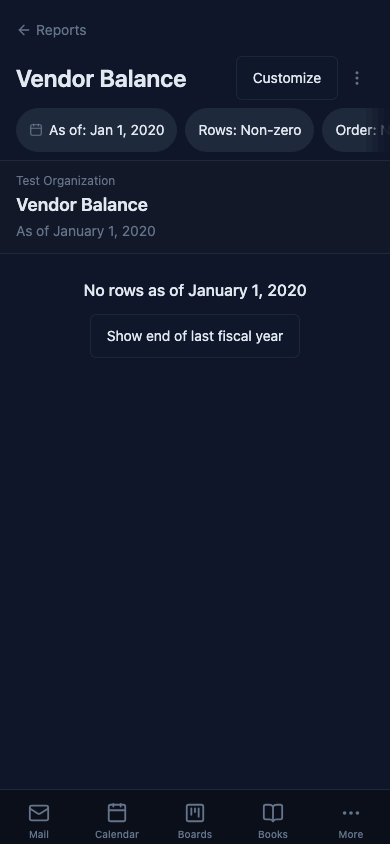 Reports
Vendor Balance
Customize
As of: Jan 1, 2020
Rows: Non-zero
Order:
Test Organization
Vendor Balance
As of January 1, 2020
No rows as of January 1, 2020
Show end of last fiscal year
Mail
Calendar
Boards
Books
More